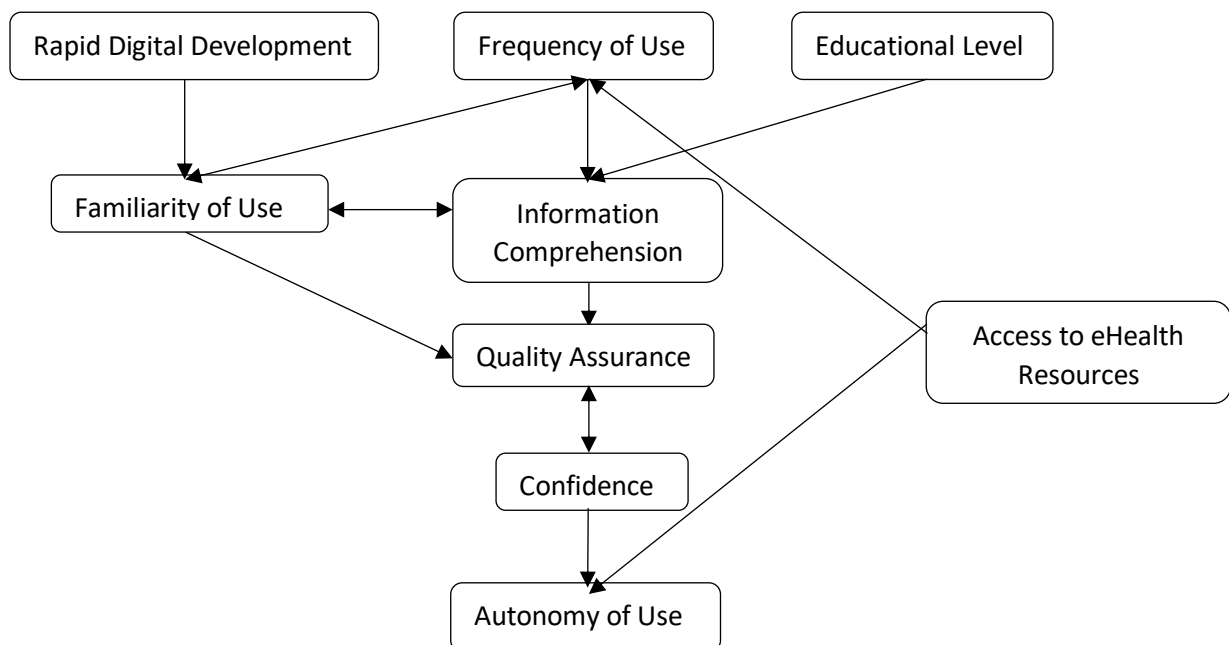 Rapid Digital Development
Frequency of Use
Educational Level
Familiarity of Use
Information
Comprehension
Access to eHealth
Resources
Quality Assurance
Confidence
Autonomy of Use